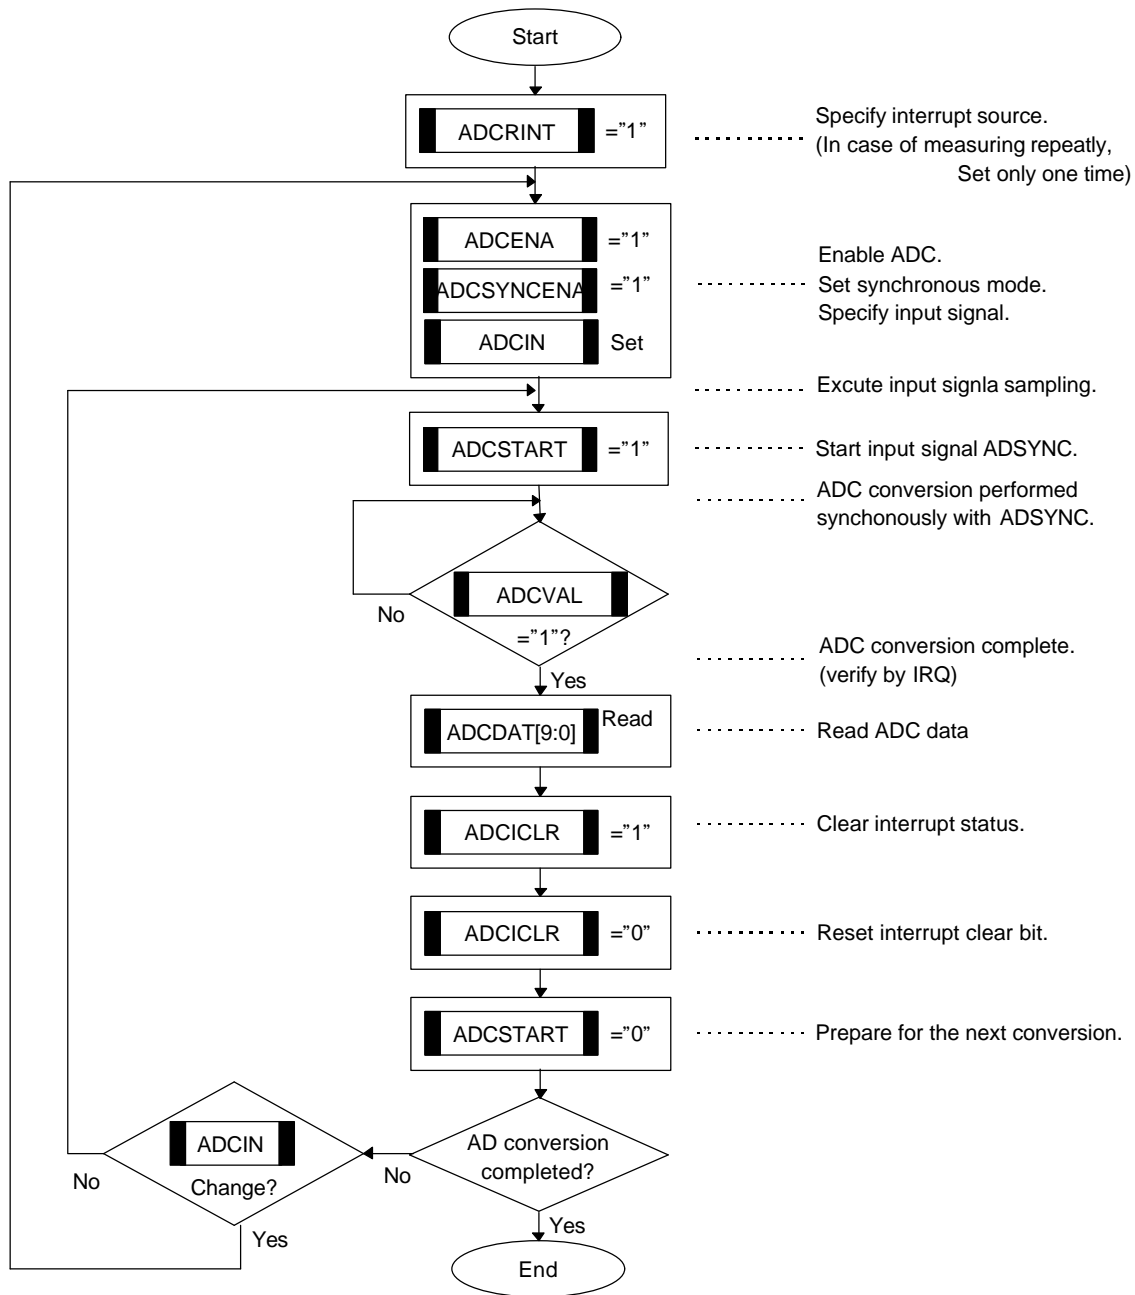 Start
ADCRINT ="1"
Specify interrupt source.
(In case of measuring repeatly,
Set only one time)
ADCENA ="1"
ADCSYNCENA ="1"
ADCIN Set
Enable ADC.
Set synchronous mode.
Specify input signal.
Excute input signla sampling.
ADCSTART ="1"
Start input signal ADSYNC.
ADC conversion performed
synchonously with ADSYNC.
ADCVAL
="1"?
No
Yes
ADC conversion complete.
(verify by IRQ)
ADCDAT[9:0] Read
Read ADC data
ADCICLR ="1"
Clear interrupt status.
ADCICLR ="0"
Reset interrupt clear bit.
ADCSTART ="0"
Prepare for the next conversion.
AD conversion
completed?
No
Yes
ADCIN
Change?
No
Yes
End